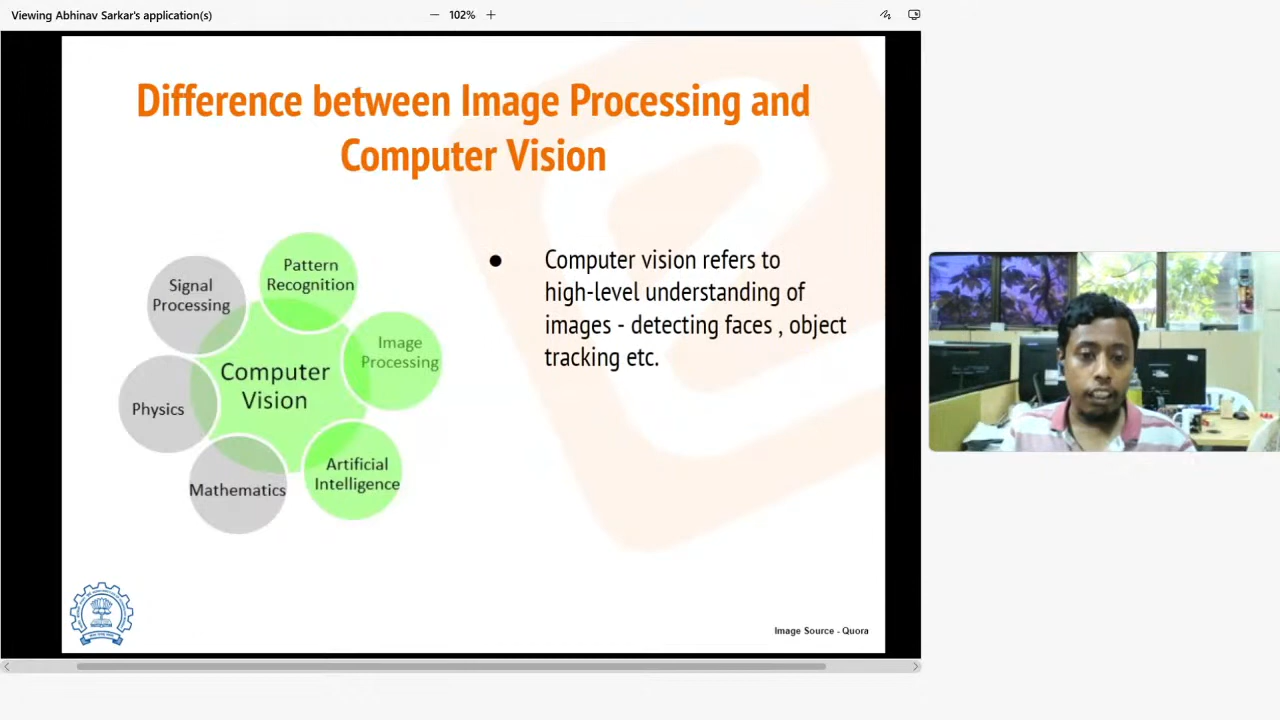 Viewing Abhinav Sarkar's application(s)
102%
Difference between Image Processing and
Computer Vision
Pattern
Recognition
Signal
Processing
Image
Processing
Computer
Vision
Physics
Artificial
Intelligence
Mathematics
● Computer vision refers to
high-level understanding of
images - detecting faces , object
tracking etc.
Image Source - Quora